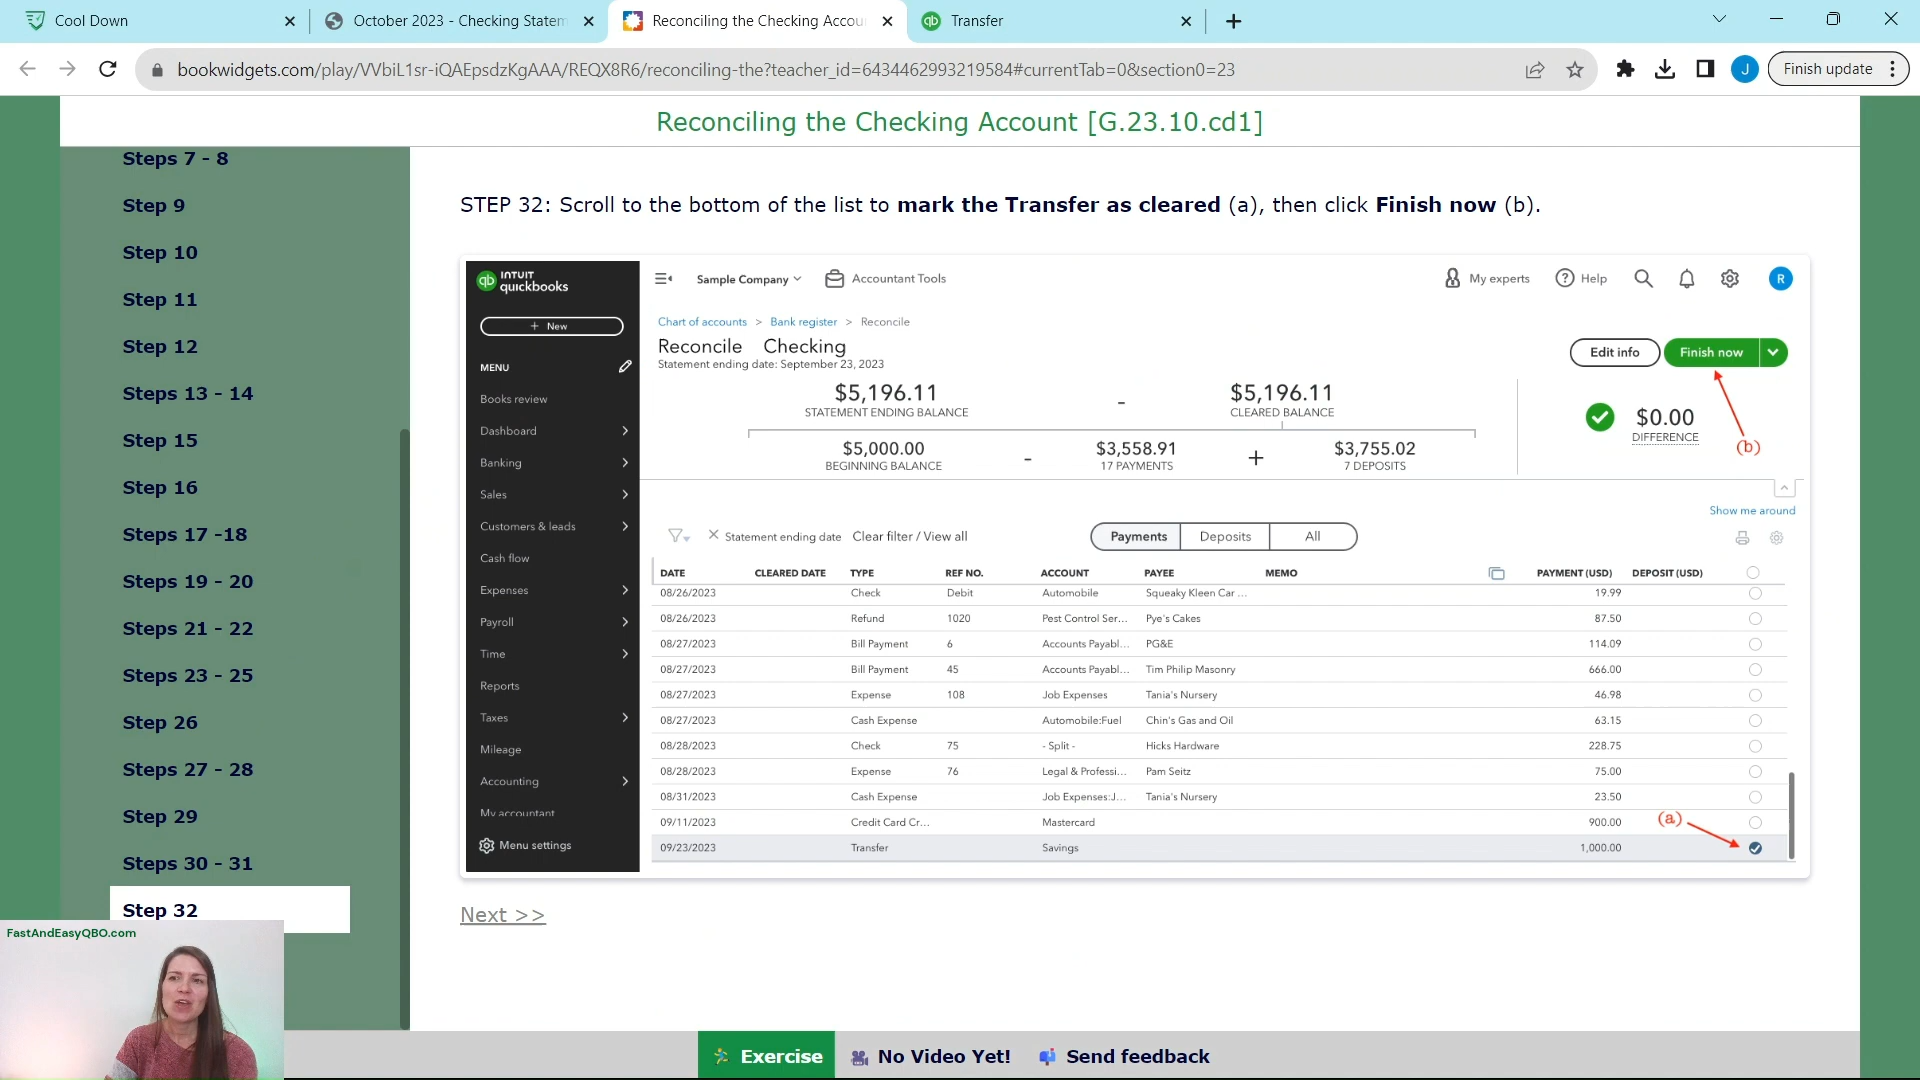 Cool Down
October 2023 - Checking Statem
Reconciling the Checking Accou
Transfer
bookwidgets.com/play/VVbiL1sr-iQAEpsdzKgAAA/REQX8R6/reconciling-the?teacher_id=6434462993219584#currentTab=0&section0=23
J
Finish update
Reconciling the Checking Account [G.23.10.cd1]
Steps 7 - 8
Step 9
Step 10
Step 11
Step 12
Steps 13 - 14
Step 15
Step 16
Steps 17 -18
Steps 19 - 20
Steps 21 - 22
Steps 23 - 25
Step 26
Steps 27 - 28
Step 29
Steps 30 - 31
Step 32
STEP 32: Scroll to the bottom of the list to mark the Transfer as cleared (a), then click Finish now (b).
INTUIT quickbooks
+ New
MENU
Books review
Dashboard
Banking
Sales
Customers & leads
Cash flow
Expenses
Payroll
Time
Reports
Taxes
Mileage
Accounting
My accountant
Menu settings
Sample Company
Accountant Tools
My experts
Help
R
Chart of accounts > Bank register > Reconcile
Reconcile Checking
Statement ending date: September 23, 2023
Edit info
Finish now
$5,196.11 - $5,196.11
STATEMENT ENDING BALANCE CLEARED BALANCE
$0.00
DIFFERENCE
(b)
$5,000.00 - $3,558.91 + $3,755.02
BEGINNING BALANCE 17 PAYMENTS 7 DEPOSITS
Show me around
Statement ending date Clear filter / View all
Payments Deposits All
DATE CLEARED DATE TYPE REF NO. ACCOUNT PAYEE MEMO PAYMENT (USD) DEPOSIT (USD)
08/26/2023 Check Debit Automobile Squeaky Kleen Car ... 19.99
08/26/2023 Refund 1020 Pest Control Ser... Pye's Cakes 87.50
08/27/2023 Bill Payment 6 Accounts Payabl... PG&E 114.09
08/27/2023 Bill Payment 45 Accounts Payabl... Tim Philip Masonry 666.00
08/27/2023 Expense 108 Job Expenses Tania's Nursery 46.98
08/27/2023 Cash Expense Automobile:Fuel Chin's Gas and Oil 63.15
08/28/2023 Check 75 - Split - Hicks Hardware 228.75
08/28/2023 Expense 76 Legal & Professi... Pam Seitz 75.00
08/31/2023 Cash Expense Job Expenses:J... Tania's Nursery 23.50
09/11/2023 Credit Card Cr... Mastercard 900.00
(a)
09/23/2023 Transfer Savings 1,000.00
Next >>
FastAndEasyQBO.com
Exercise
No Video Yet!
Send feedback